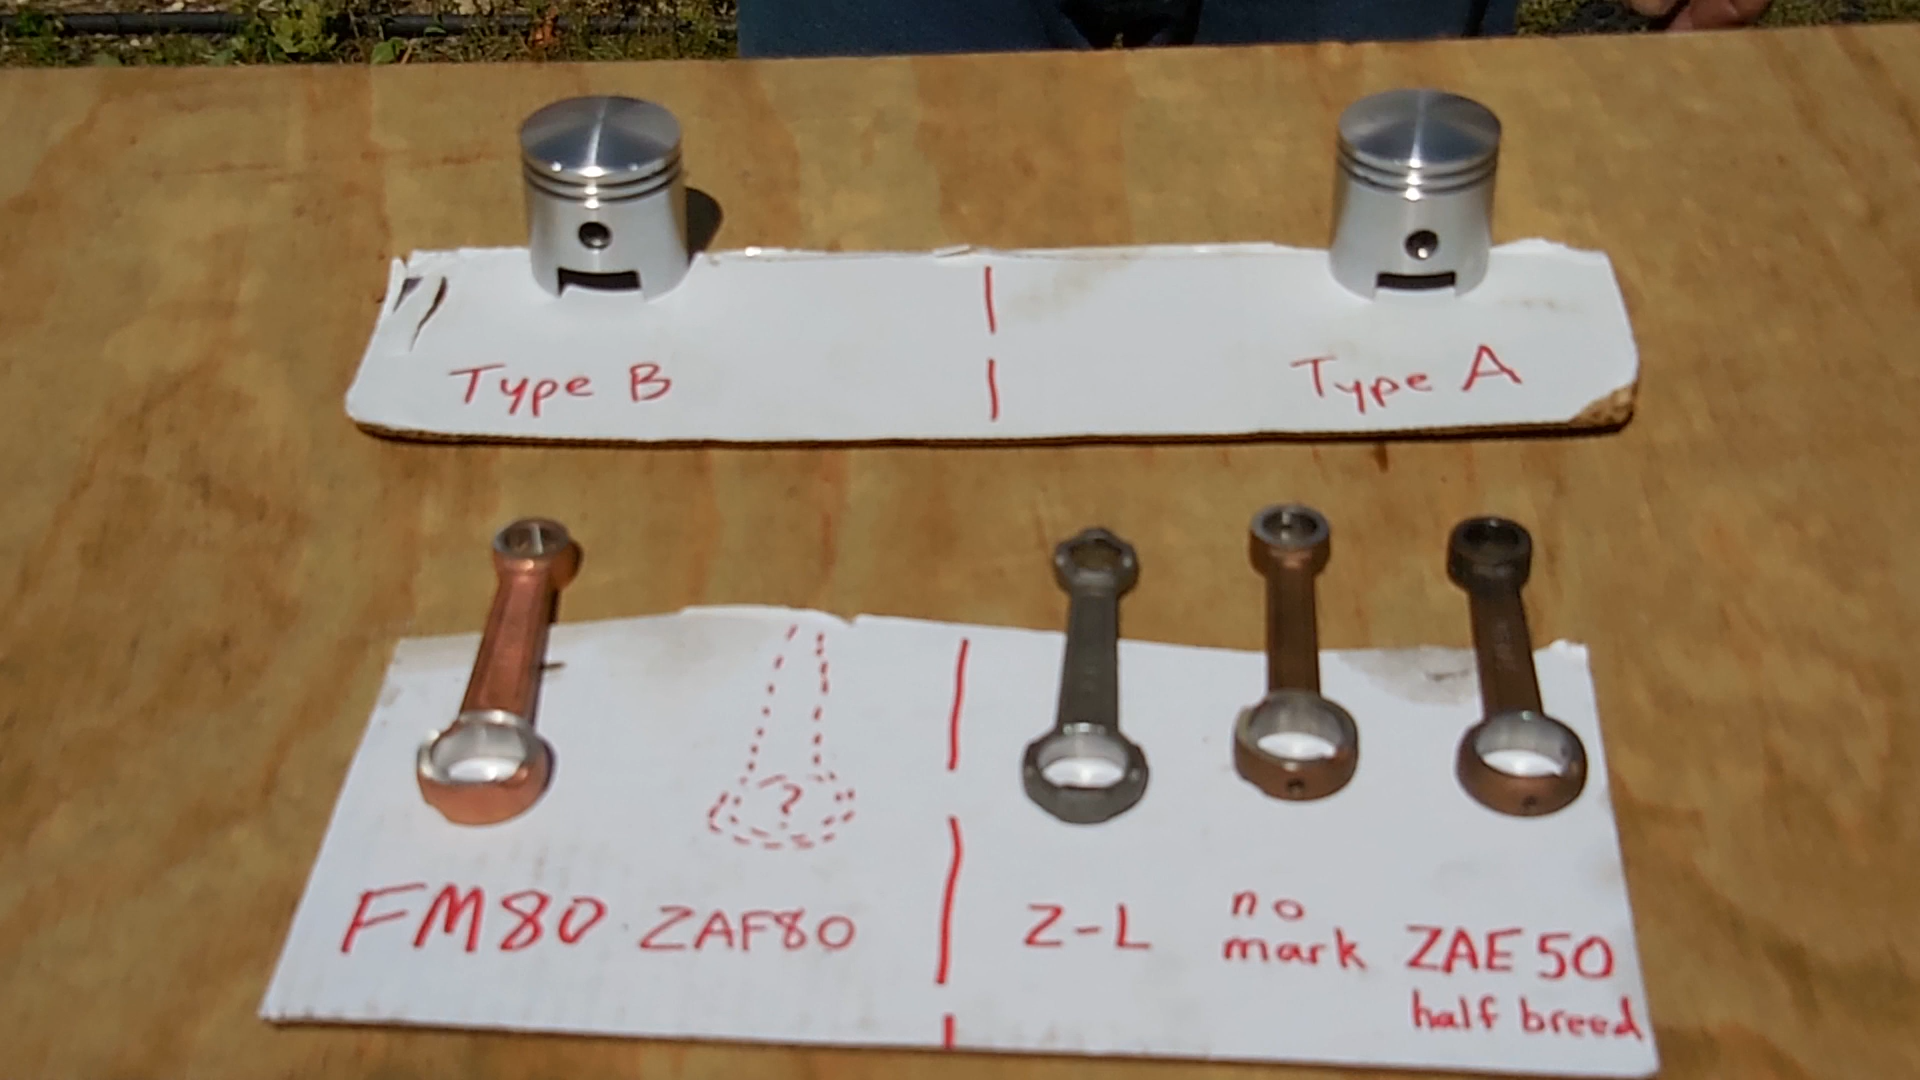 Type B
Type A
?
FM80 ZAF80
Z-L
no
mark
ZAE50
half breed